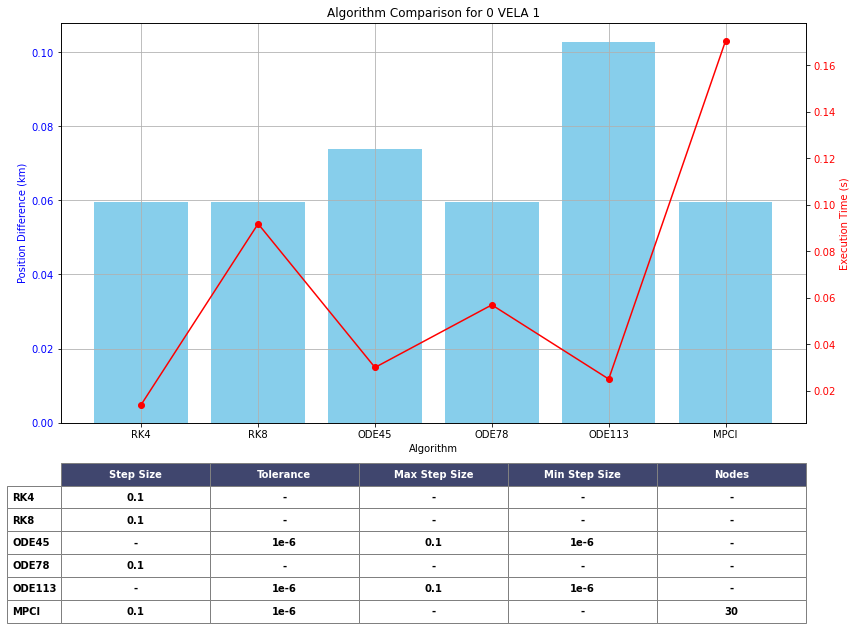 Algorithm Comparison for 0 VELA 1
Position Difference (km)
0.10
0.08
0.06
0.04
0.02
0.00
0.16
0.14
0.12
0.10
0.08
0.06
0.04
0.02
Execution Time (s)
RK4 RK8 ODE45 ODE78 ODE113 MPCI
Algorithm
Step Size Tolerance Max Step Size Min Step Size Nodes
RK4 0.1 - - - -
RK8 0.1 - - - -
ODE45 - 1e-6 0.1 1e-6 -
ODE78 0.1 - - - -
ODE113 - 1e-6 0.1 1e-6 -
MPCI 0.1 1e-6 - - 30